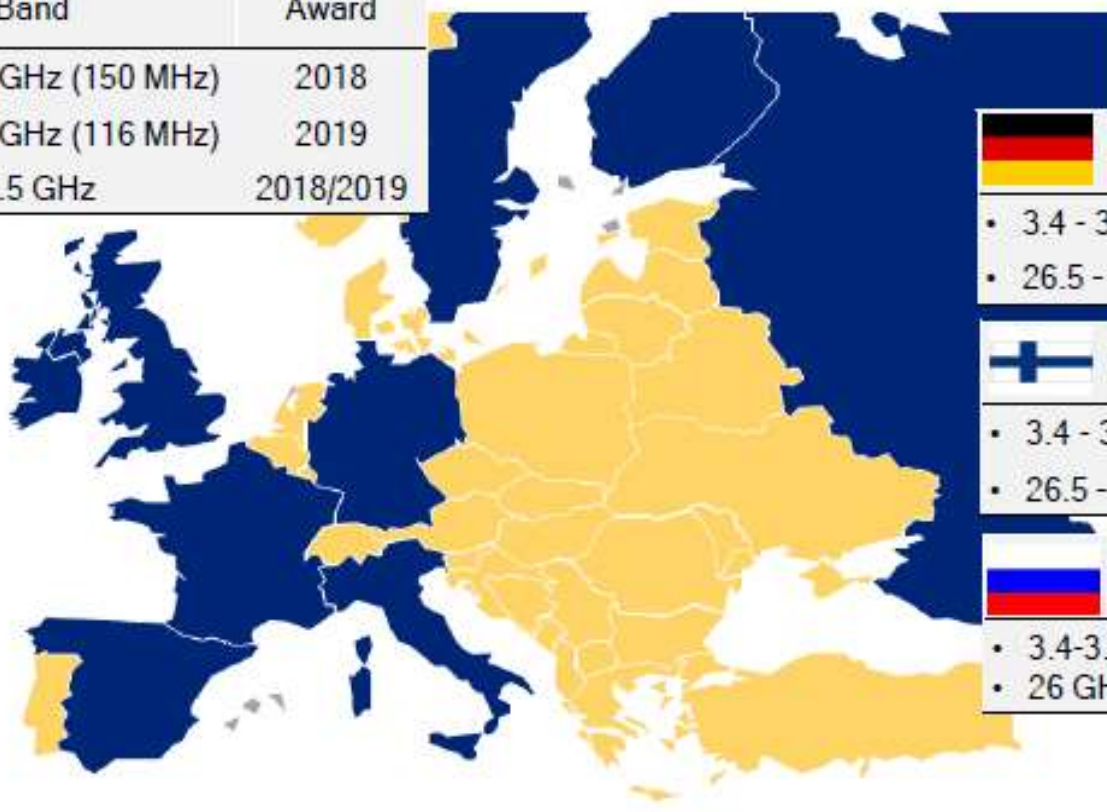 Band Award
GHz (150 MHz) 2018
GHz (116 MHz) 2019
.5 GHz 2018/2019
• 3.4 - 3
• 26.5 -
• 3.4 - 3
• 26.5 -
• 3.4-3.
• 26 GH